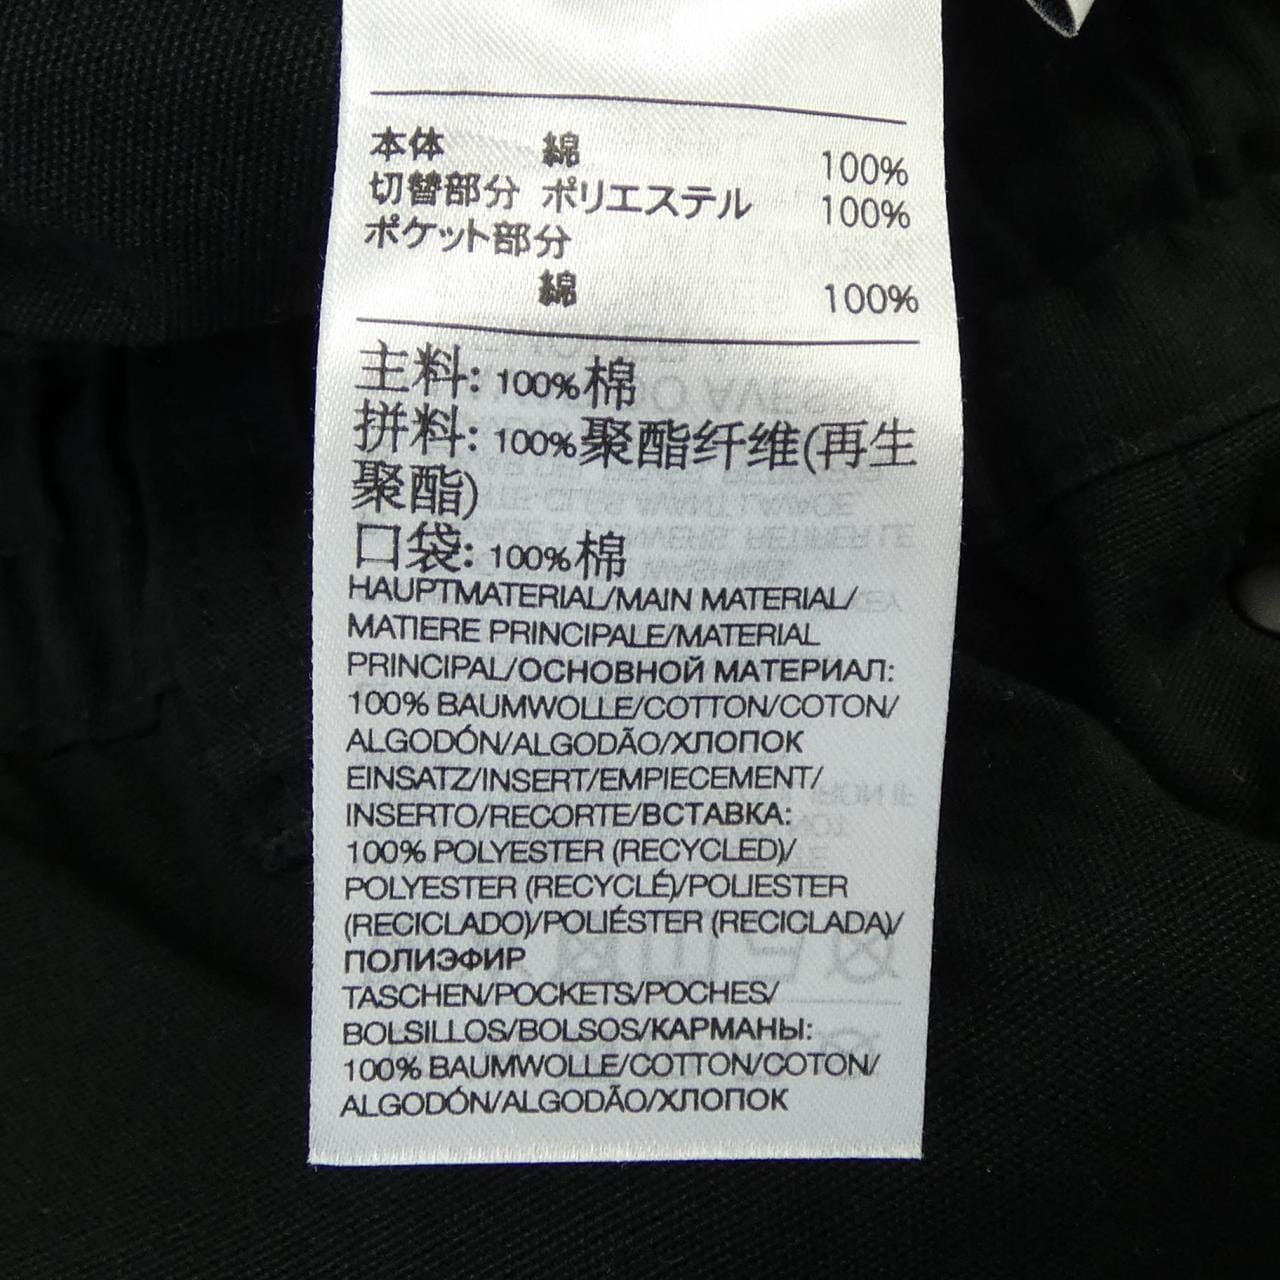 本体 綿 100%
切替部分 ポリエステル 100%
ポケット部分
綿 100%
主料: 100%棉
拼料: 100%聚酯纤维(再生
聚酯)
口袋: 100%棉
HAUPTMATERIAL/MAIN MATERIAL/
MATIERE PRINCIPALE/MATERIAL
PRINCIPAL/ОСНОВНОЙ МАТЕРИАЛ:
100% BAUMWOLLE/COTTON/COTON/
ALGODÓN/ALGODÃO/ХЛОПОК
EINSATZ/INSERT/EMPIECEMENT/
INSERTO/RECORTE/ВСТАВКА:
100% POLYESTER (RECYCLED)/
POLYESTER (RECYCLÉ)/POLIESTER
(RECICLADO)/POLIÉSTER (RECICLADA)/
ПОЛИЭФИР
TASCHEN/POCKETS/POCHES/
BOLSILLOS/BOLSOS/КАРМАНЫ:
100% BAUMWOLLE/COTTON/COTON/
ALGODÓN/ALGODÃO/ХЛОПОК